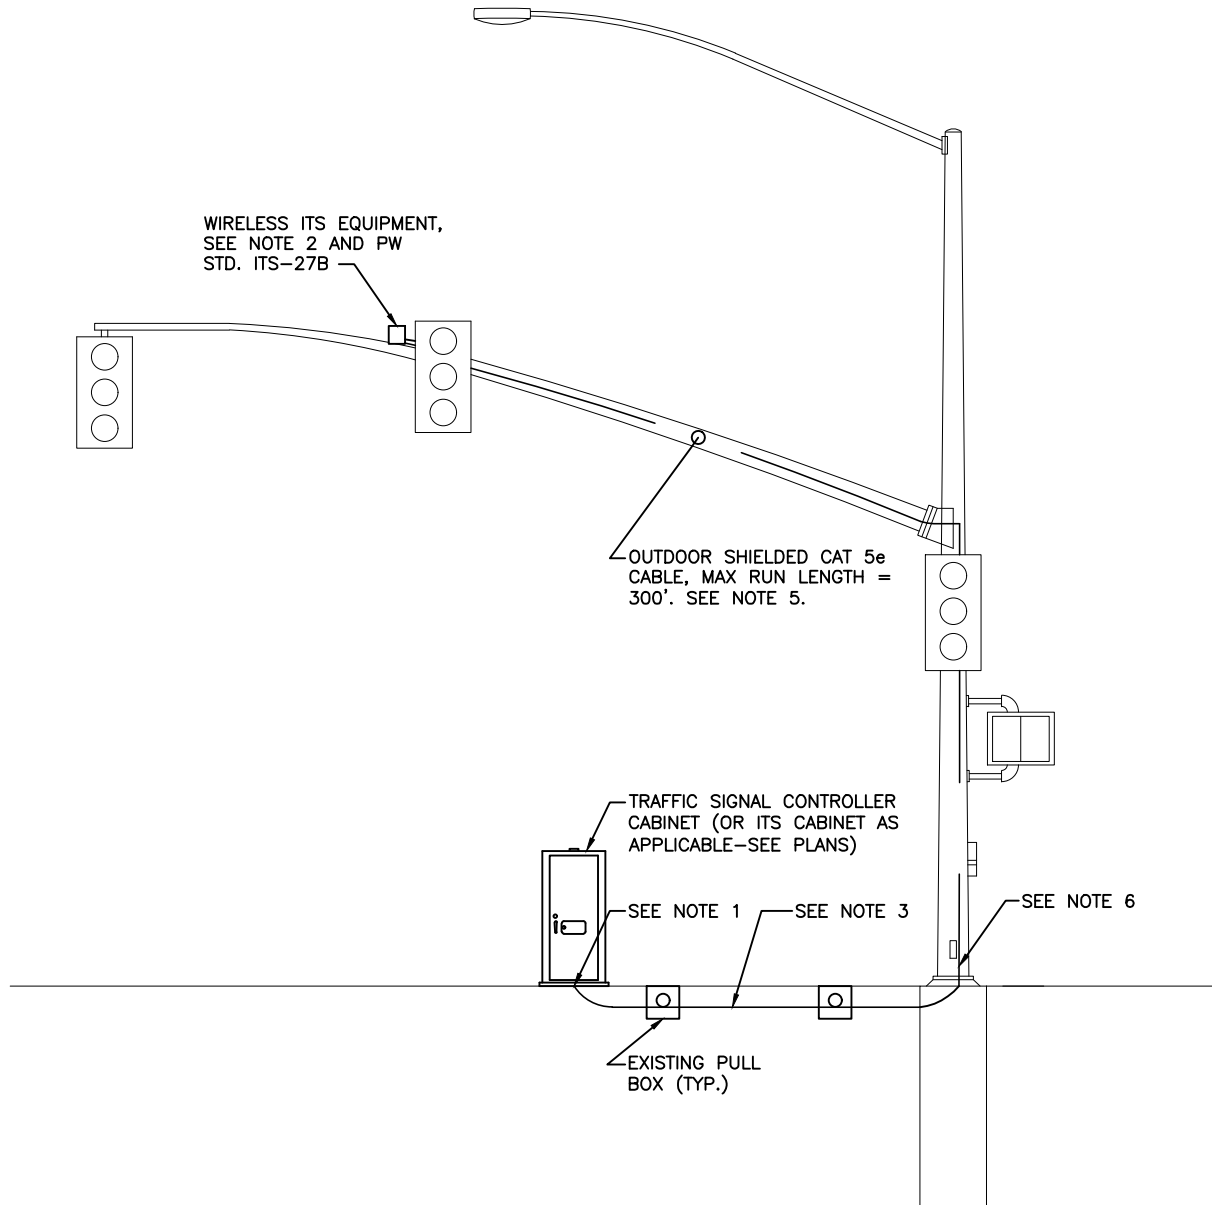 WIRELESS ITS EQUIPMENT,
SEE NOTE 2 AND PW
STD. ITS-27B
OUTDOOR SHIELDED CAT 5e
CABLE, MAX RUN LENGTH =
300'. SEE NOTE 5.
TRAFFIC SIGNAL CONTROLLER
CABINET (OR ITS CABINET AS
APPLICABLE-SEE PLANS)
SEE NOTE 1
SEE NOTE 3
SEE NOTE 6
EXISTING PULL
BOX (TYP.)